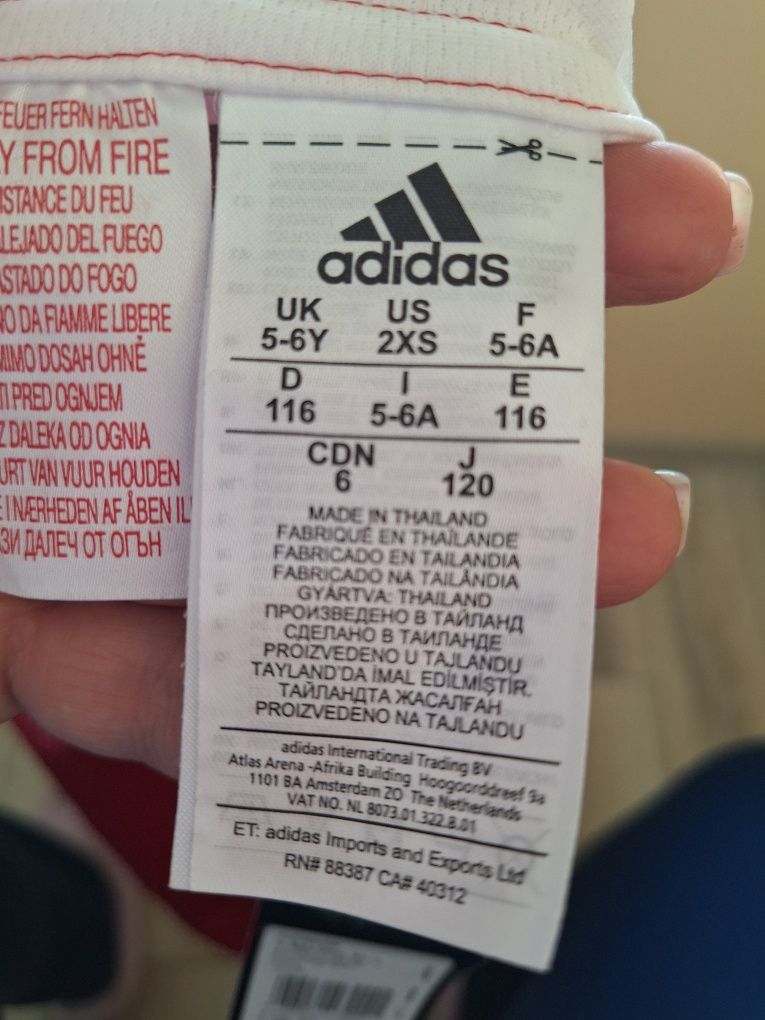 FEUER FERN HALTEN
Y FROM FIRE
ISTANCE DU FEU
LEJADO DEL FUEGO
ASTADO DO FOGO
NO DA FIAMME LIBERE
MIMO DOSAH OHNĚ
TI PRED OGNJEM
Z DALEKA OD OGNIA
URT VAN VUUR HOUDEN
E I NÆRHEDEN AF ÅBEN IL
ЗИ ДАЛЕЧ ОТ ОГЪН
adidas
UK US F
5-6Y 2XS 5-6A
D I E
116 5-6A 116
CDN J
6 120
MADE IN THAILAND
FABRIQUÉ EN THAÏLANDE
FABRICADO EN TAILANDIA
FABRICADO NA TAILÂNDIA
GYÁRTVA: THAILAND
ПРОИЗВЕДЕНО В ТАЙЛАНД
СДЕЛАНО В ТАИЛАНДЕ
PROIZVEDENO U TAJLANDU
TAYLAND'DA İMAL EDİLMİŞTİR.
ТАЙЛАНДТА ЖАСАЛҒАН
PROIZVEDENO NA TAJLANDU
adidas International Trading BV
Atlas Arena -Afrika Building Hoogoorddreef 9a
1101 BA Amsterdam ZO The Netherlands
VAT NO. NL 8073.01.322.B.01
ET: adidas Imports and Exports Ltd
RN# 88387 CA# 40312